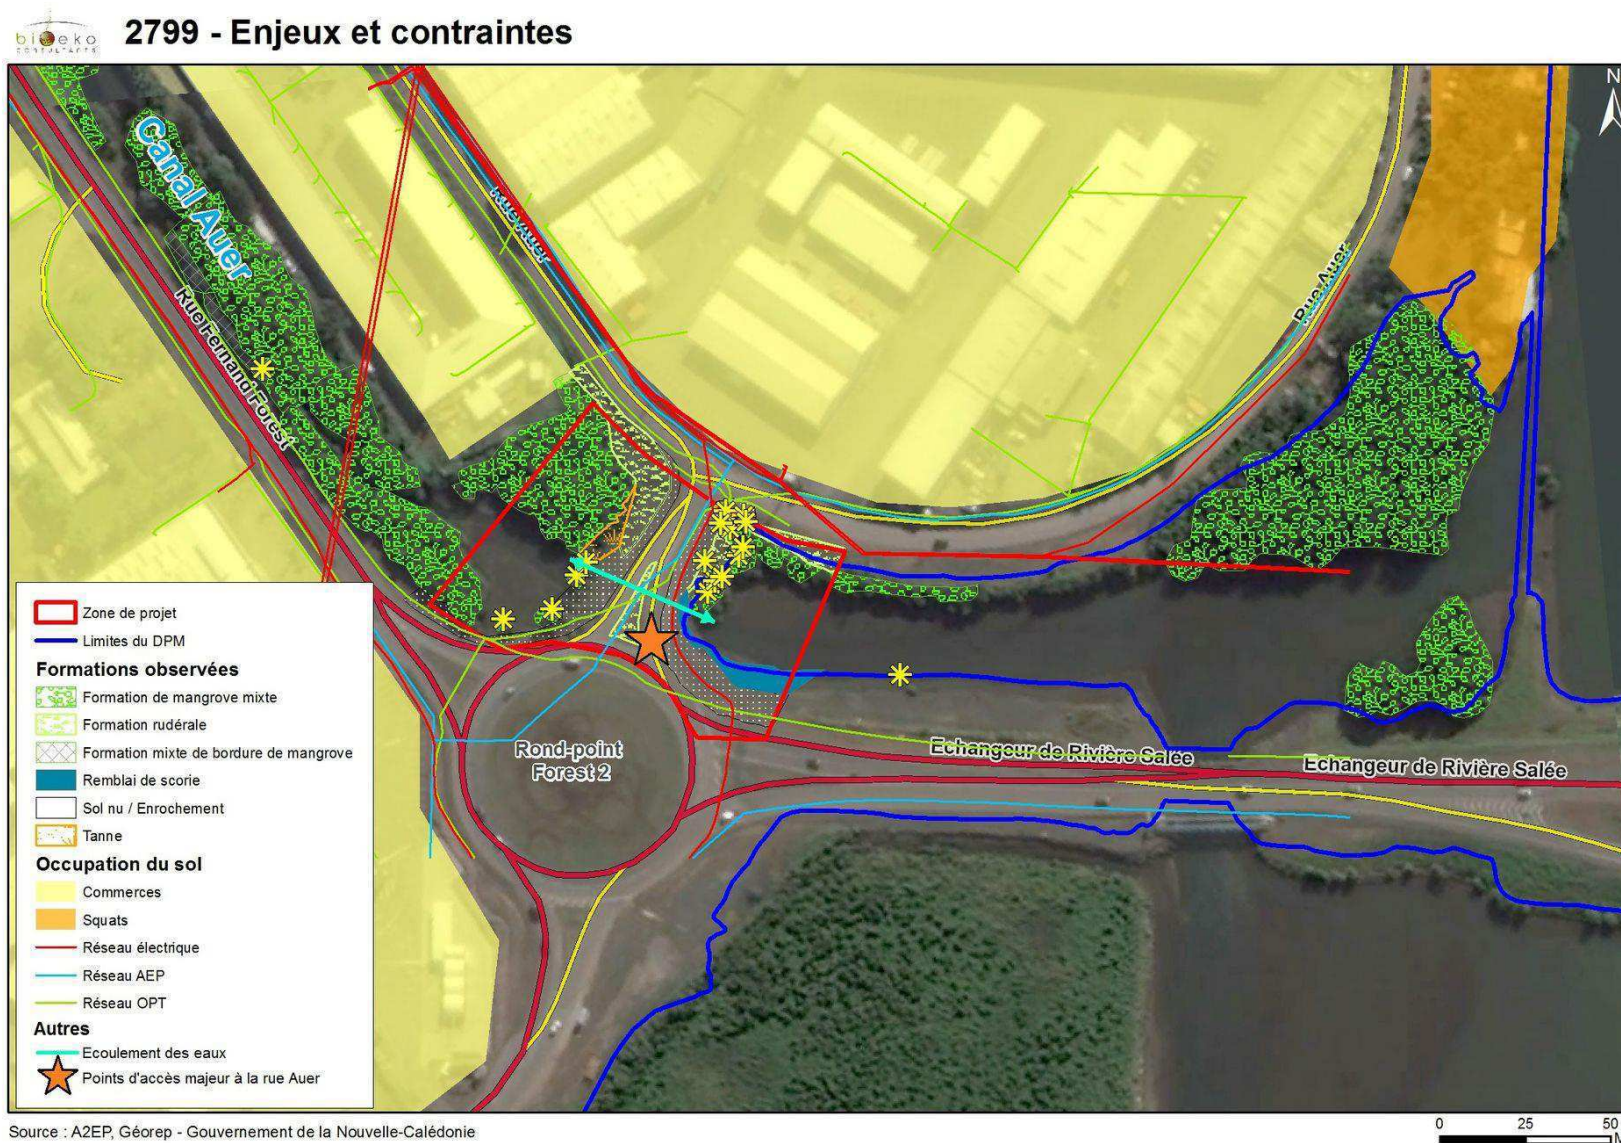 bioeko
CONSULTANTS
2799 - Enjeux et contraintes
N
Canal Auer
Rue Auer
Rue Auer
Rue Fernand Forest
Zone de projet
Limites du DPM
Formations observées
Formation de mangrove mixte
Formation rudérale
Formation mixte de bordure de mangrove
Remblai de scorie
Sol nu / Enrochement
Tanne
Occupation du sol
Commerces
Squats
Réseau électrique
Réseau AEP
Réseau OPT
Autres
Ecoulement des eaux
Points d'accès majeur à la rue Auer
Rond-point
Forest 2
Echangeur de Rivière Salée
Echangeur de Rivière Salée
Source : A2EP, Géorep - Gouvernement de la Nouvelle-Calédonie
0 25 50